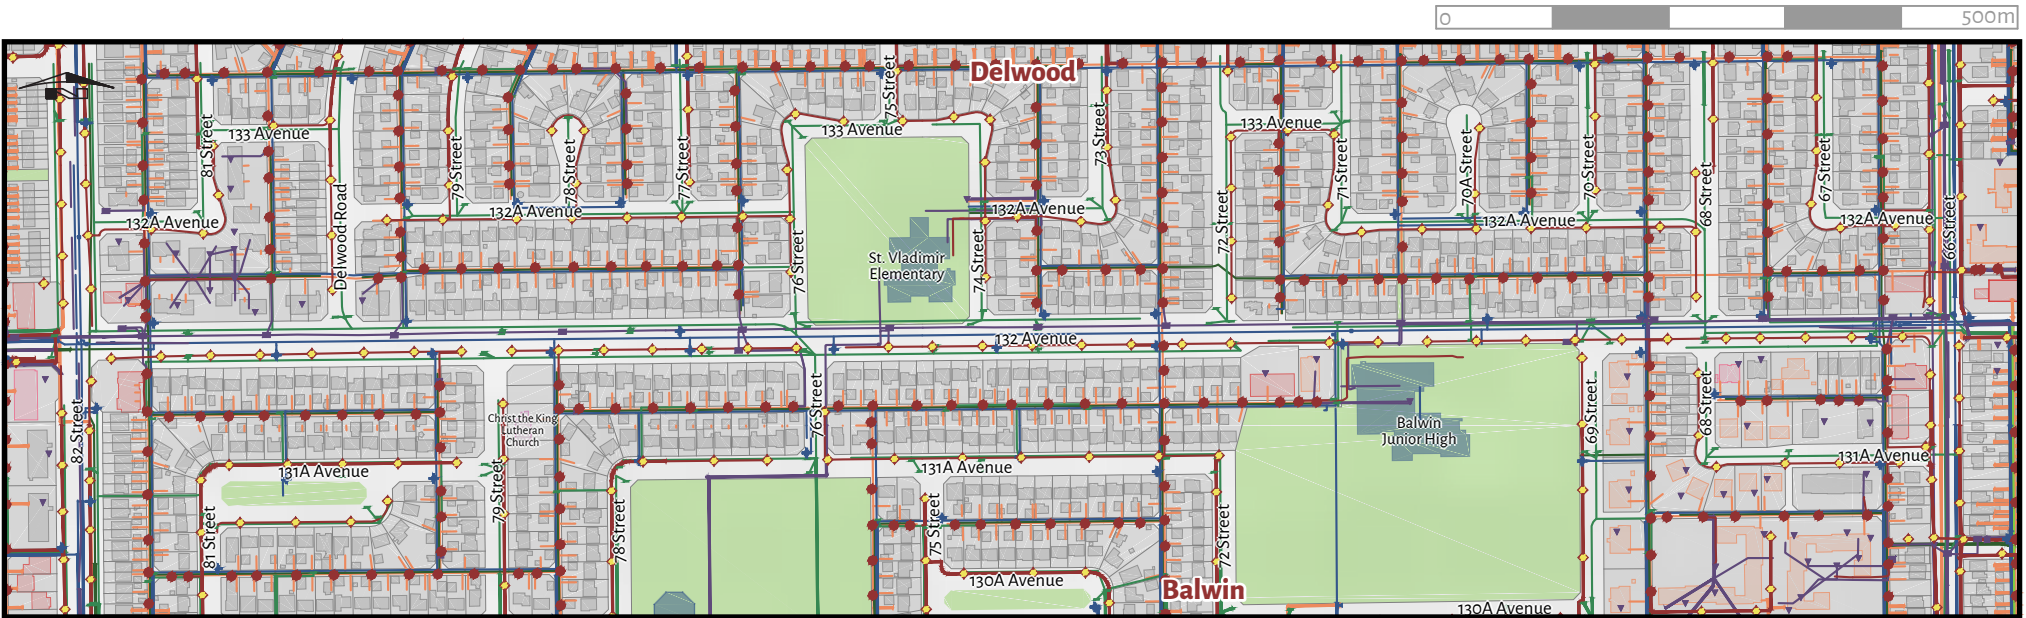 0
500m
Delwood
75 Street
133 Avenue
133 Avenue
133 Avenue
81 Street
79 Street
78 Street
77 Street
73 Street
71 Street
70A Street
70 Street
68 Street
67 Street
Delwood Road
132A Avenue
132A Avenue
132A Avenue
132A Avenue
132A Avenue
72 Street
66 Street
76 Street
74 Street
St. Vladimir
Elementary
132 Avenue
82 Street
Christ the King
Lutheran
Church
76 Street
Balwin
Junior High
69 Street
68 Street
131A Avenue
131A Avenue
131A Avenue
79 Street
81 Street
78 Street
75 Street
72 Street
130A Avenue
Balwin
130A Avenue